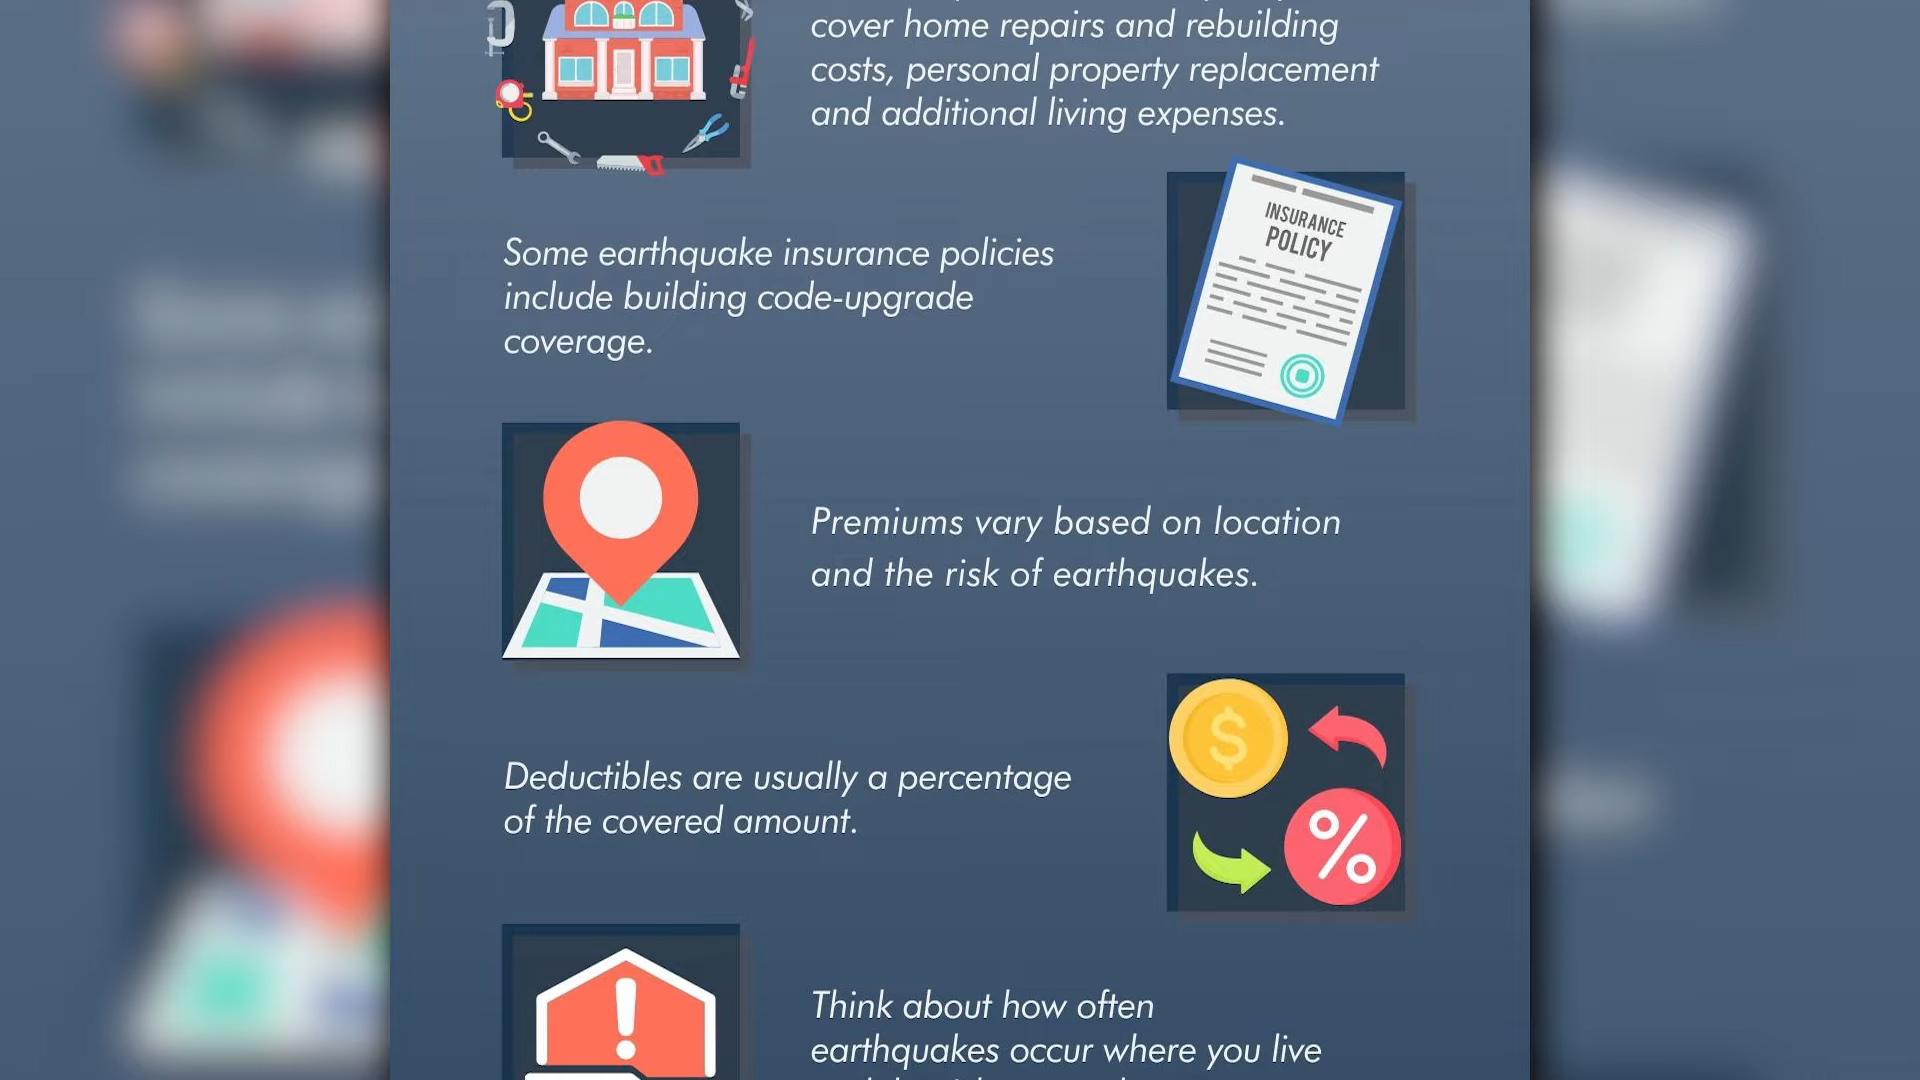 cover home repairs and rebuilding
costs, personal property replacement
and additional living expenses.
INSURANCE
POLICY
Some earthquake insurance policies
include building code-upgrade
coverage.
Premiums vary based on location
and the risk of earthquakes.
$
Deductibles are usually a percentage
of the covered amount.
%
!
Think about how often
earthquakes occur where you live